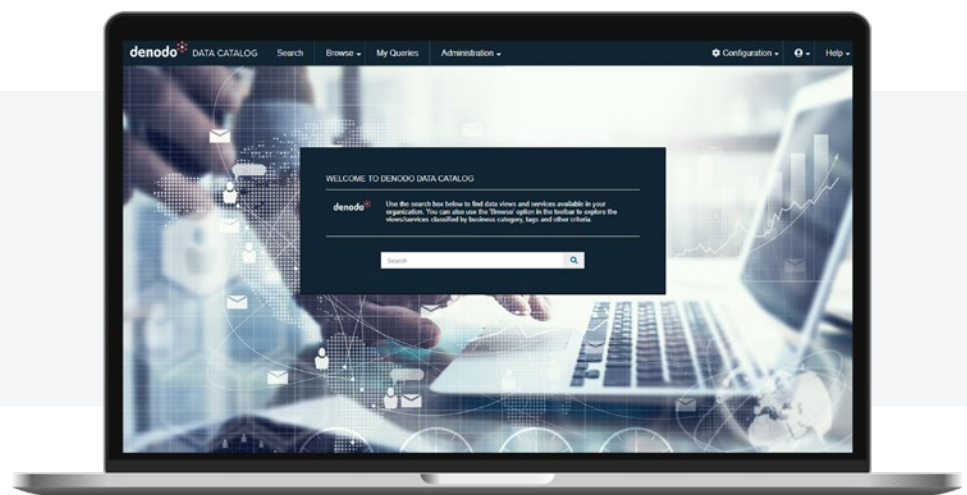 denodo DATA CATALOG Search Browse My Queries Administration Configuration Help
WELCOME TO DENODO DATA CATALOG
denodo
Use the search box below to find data views and services available in your
organization. You can also use the 'Browse' option in the toolbar to explore the
views/services classified by business category, tags and other criteria.
Search